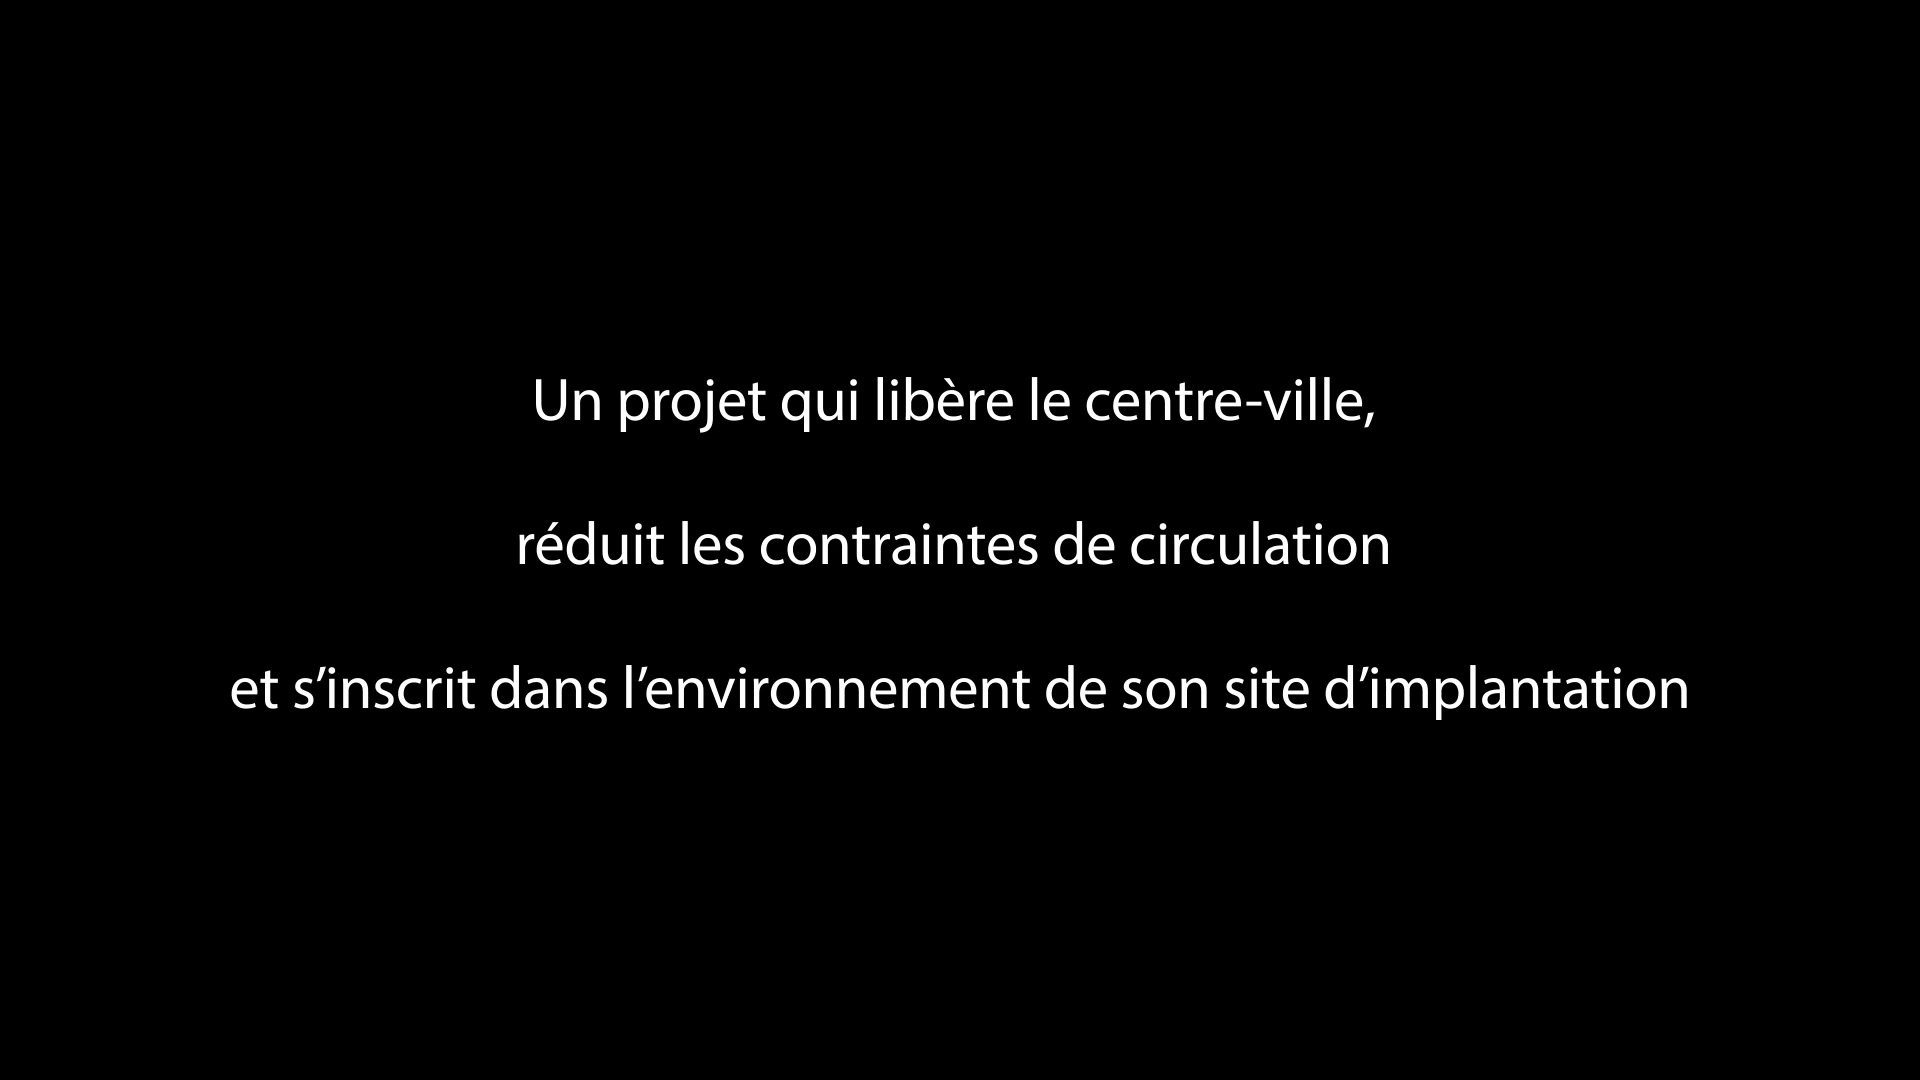 Un projet qui libère le centre-ville,
réduit les contraintes de circulation
et s’inscrit dans l’environnement de son site d’implantation